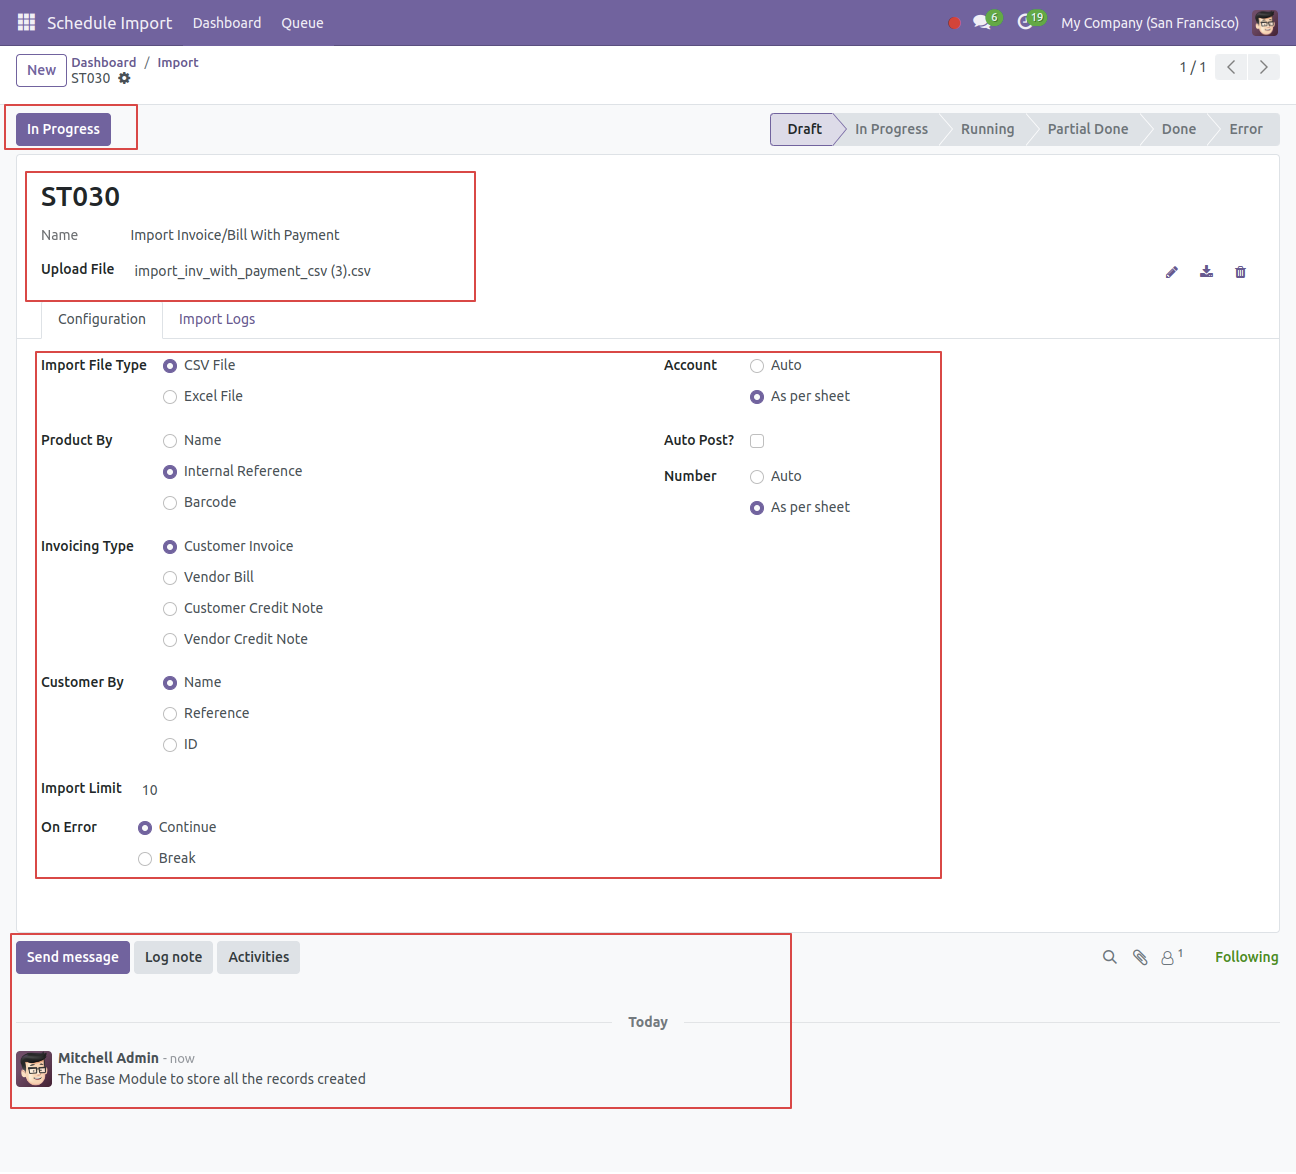 Schedule Import Dashboard Queue 6 19 My Company (San Francisco)
New Dashboard / Import 1 / 1
ST030
In Progress Draft In Progress Running Partial Done Done Error
ST030
Name Import Invoice/Bill With Payment
Upload File import_inv_with_payment_csv (3).csv
Configuration Import Logs
Import File Type CSV File Account Auto
Excel File As per sheet
Product By Name Auto Post?
Internal Reference Number Auto
Barcode As per sheet
Invoicing Type Customer Invoice
Vendor Bill
Customer Credit Note
Vendor Credit Note
Customer By Name
Reference
ID
Import Limit 10
On Error Continue
Break
Send message Log note Activities 1 Following
Today
Mitchell Admin - now
The Base Module to store all the records created